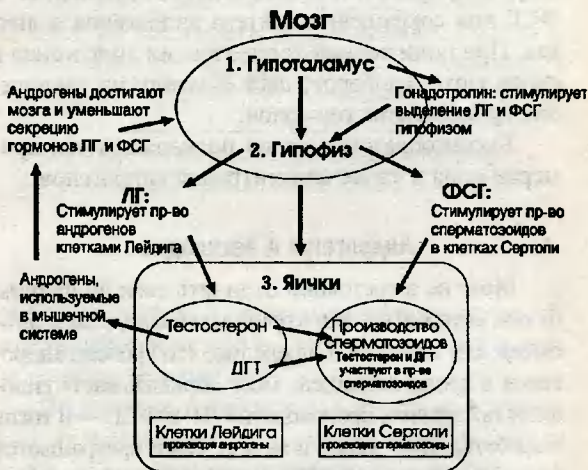 Мозг
1. Гипоталамус
Андрогены достигают
мозга и уменьшают
секрецию
гормонов ЛГ и ФСГ
Гонадотропин: стимулирует
выделение ЛГ и ФСГ
гипофизом
2. Гипофиз
ЛГ:
Стимулирует пр-во
андрогенов
клетками Лейдига
ФСГ:
Стимулирует пр-во
сперматозоидов
в клетках Сертоли
Андрогены,
используемые
в мышечной
системе
3. Яички
Тестостерон
ДГТ
Производство
сперматозоидов
Тестостерон и ДГТ
участвуют в пр-ве
сперматозоидов
Клетки Лейдига
производят андрогены
Клетки Сертоли
производят сперматозоиды